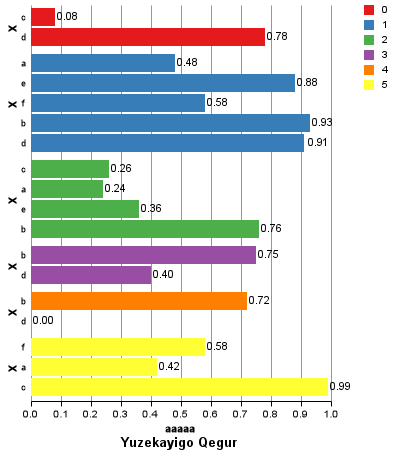 c 0.08 0
X
d 0.78 1
2
a 0.48 3
e 0.88 4
X f 0.58 5
b 0.93
d 0.91
c 0.26
a 0.24
X
e 0.36
b 0.76
b 0.75
X
d 0.40
b 0.72
X
d 0.00
f 0.58
X a 0.42
c 0.99
0.0 0.1 0.2 0.3 0.4 0.5 0.6 0.7 0.8 0.9 1.0
aaaaa
Yuzekayigo Qegur